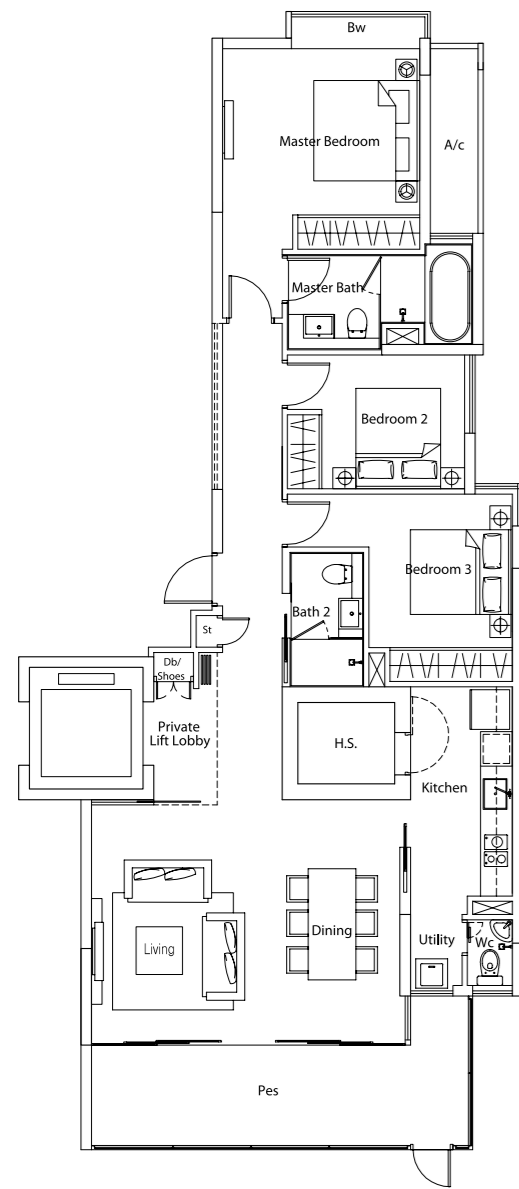 Bw
Master Bedroom
A/c
Master Bath
Bedroom 2
Bedroom 3
Bath 2
St
Db/
Shoes
Private
Lift Lobby
H.S.
Kitchen
Living
Dining
Utility
Wc
Pes